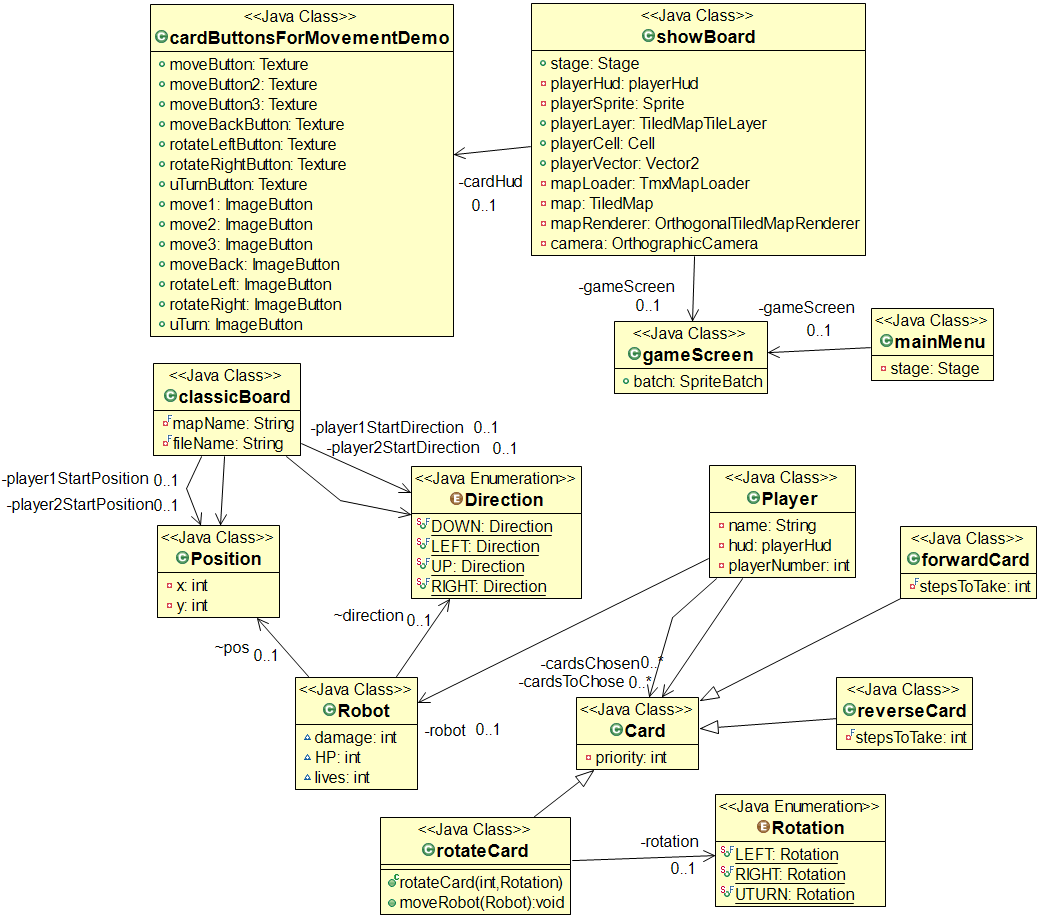 <<Java Class>>
cardButtonsForMovementDemo
moveButton: Texture
moveButton2: Texture
moveButton3: Texture
moveBackButton: Texture
rotateLeftButton: Texture
rotateRightButton: Texture
uTurnButton: Texture
move1: ImageButton
move2: ImageButton
move3: ImageButton
moveBack: ImageButton
rotateLeft: ImageButton
rotateRight: ImageButton
uTurn: ImageButton
<<Java Class>>
showBoard
stage: Stage
playerHud: playerHud
playerSprite: Sprite
playerLayer: TiledMapTileLayer
playerCell: Cell
playerVector: Vector2
mapLoader: TmxMapLoader
map: TiledMap
mapRenderer: OrthogonalTiledMapRenderer
camera: OrthographicCamera
-cardHud
0..1
-gameScreen
0..1
-gameScreen
0..1
<<Java Class>>
gameScreen
batch: SpriteBatch
<<Java Class>>
mainMenu
stage: Stage
<<Java Class>>
classicBoard
mapName: String
fileName: String
-player1StartDirection 0..1
-player2StartDirection 0..1
-player1StartPosition 0..1
-player2StartPosition 0..1
<<Java Class>>
Position
x: int
y: int
<<Java Enumeration>>
Direction
DOWN: Direction
LEFT: Direction
UP: Direction
RIGHT: Direction
<<Java Class>>
Player
name: String
hud: playerHud
playerNumber: int
<<Java Class>>
forwardCard
stepsToTake: int
~direction 0..1
~pos 0..1
-cardsChosen 0..*
-cardsToChose 0..*
<<Java Class>>
Robot
damage: int
HP: int
lives: int
-robot 0..1
<<Java Class>>
Card
priority: int
<<Java Class>>
reverseCard
stepsToTake: int
<<Java Class>>
rotateCard
rotateCard(int,Rotation)
moveRobot(Robot):void
-rotation
0..1
<<Java Enumeration>>
Rotation
LEFT: Rotation
RIGHT: Rotation
UTURN: Rotation